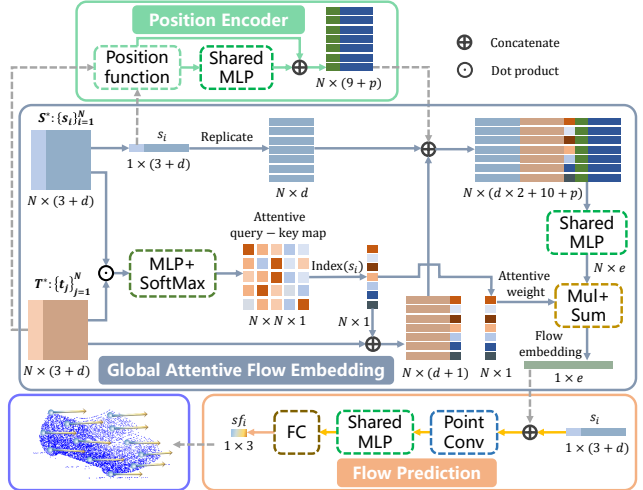 Position Encoder
Position
function
Shared
MLP
N × (9 + p)
Concatenate
Dot product
S*: {s_i}_{i=1}^N
s_i
Replicate
1 × (3 + d)
N × (3 + d)
N × d
N × (d × 2 + 10 + p)
Attentive
query − key map
MLP+
SoftMax
Index(s_i)
Shared
MLP
N × e
T*: {t_j}_{j=1}^N
N × N × 1
N × 1
Attentive
weight
Mul+
Sum
N × (3 + d)
N × (d + 1)
N × 1
Flow
embedding
1 × e
Global Attentive Flow Embedding
sf_i
1 × 3
FC
Shared
MLP
Point
Conv
s_i
1 × (3 + d)
Flow Prediction